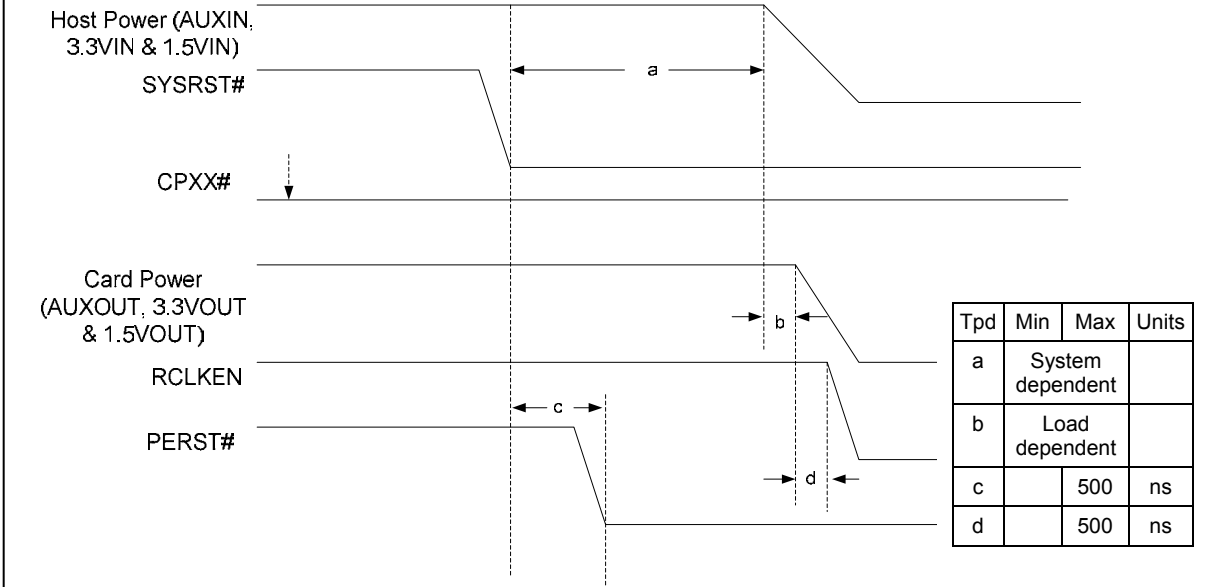 Host Power (AUXIN,
3.3VIN & 1.5VIN)
a
SYSRST#
CPXX#
Card Power
(AUXOUT, 3.3VOUT
& 1.5VOUT)
b
RCLKEN
c
PERST#
d
Tpd Min Max Units
a System
dependent
b Load
dependent
c 500 ns
d 500 ns